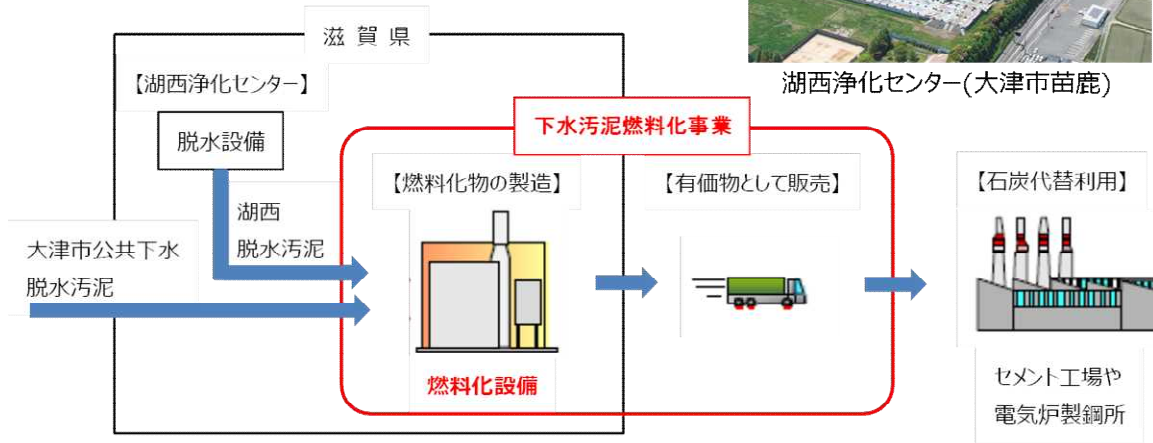 滋賀県
【湖西浄化センター】
湖西浄化センター(大津市苗鹿)
下水汚泥燃料化事業
脱水設備
【燃料化物の製造】
【有価物として販売】
【石炭代替利用】
湖西
脱水汚泥
大津市公共下水
脱水汚泥
燃料化設備
セメント工場や
電気炉製鋼所